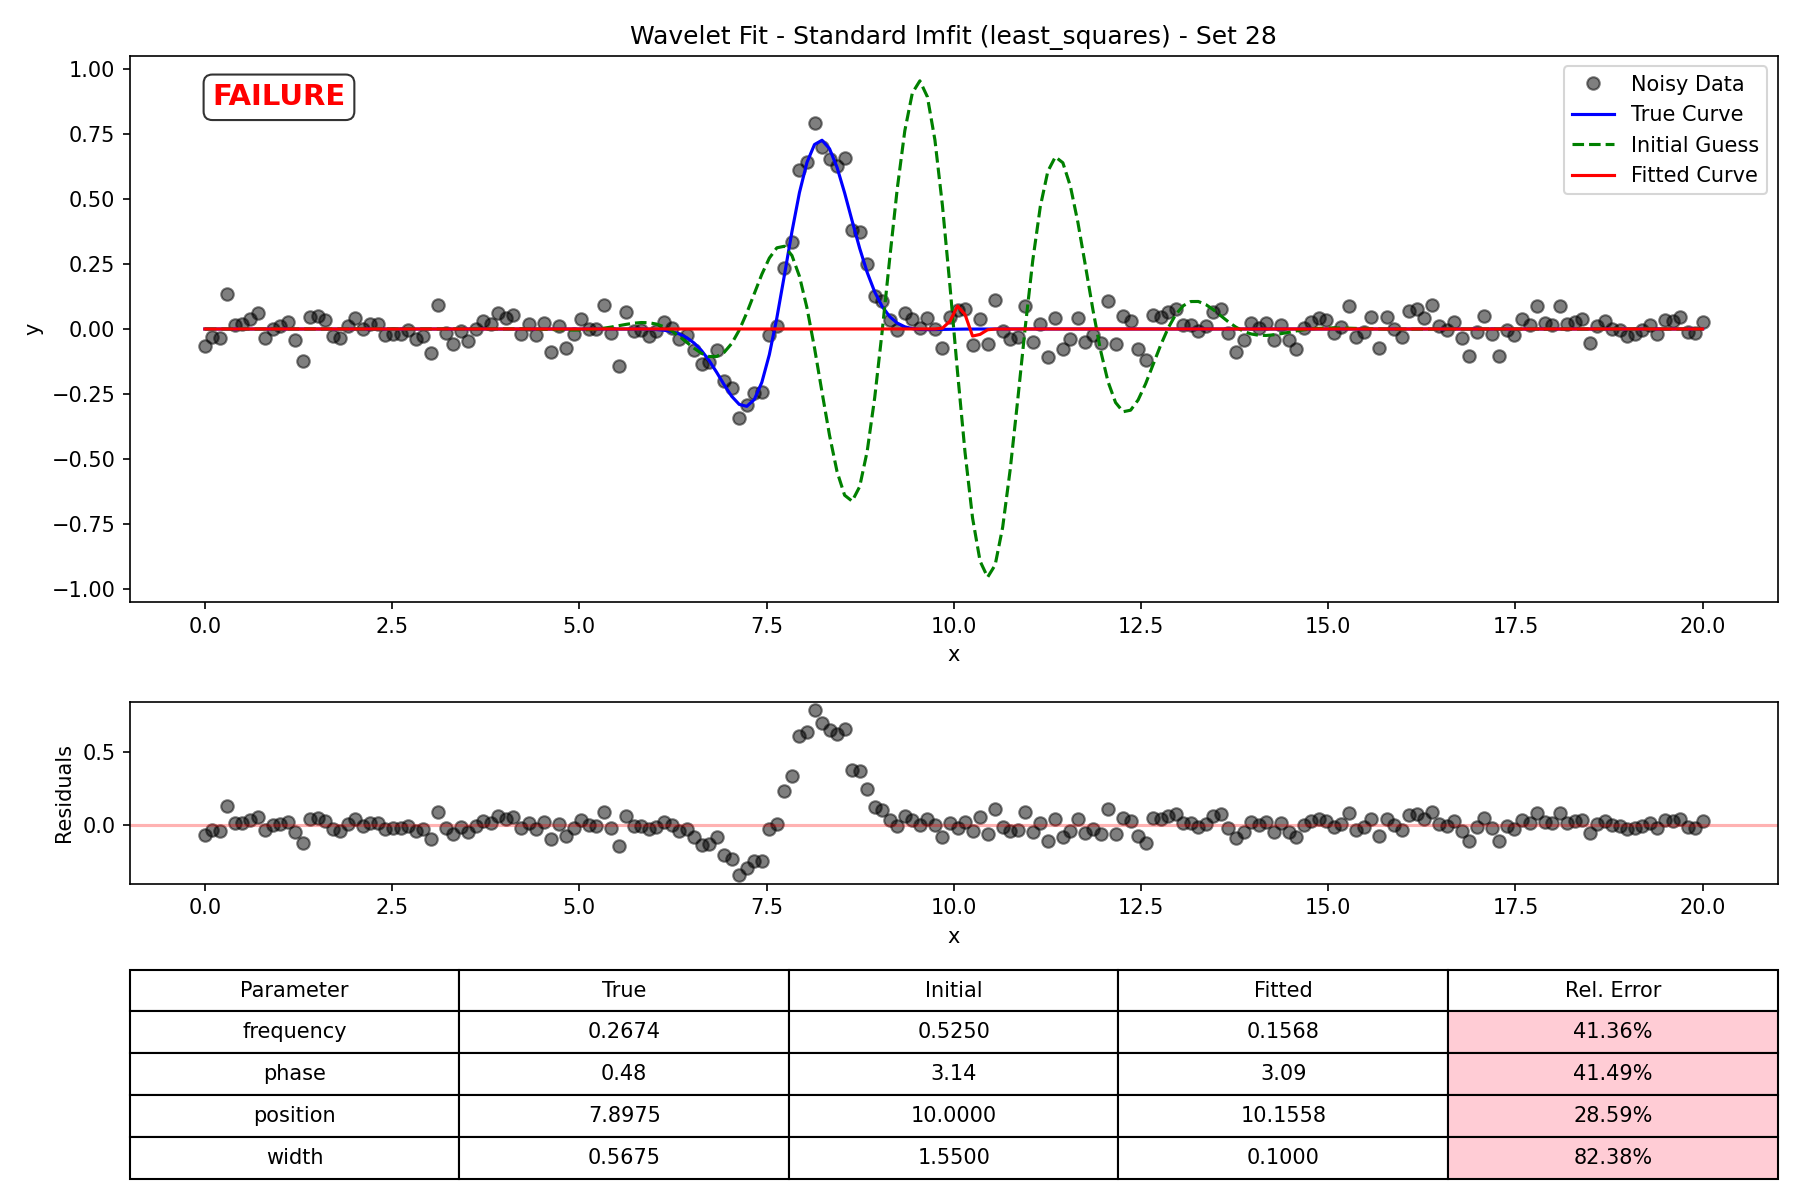 Wavelet Fit - Standard lmfit (least_squares) - Set 28
FAILURE
Noisy Data
True Curve
Initial Guess
Fitted Curve
1.00
0.75
0.50
0.25
0.00
−0.25
−0.50
−0.75
−1.00
y
0.0 2.5 5.0 7.5 10.0 12.5 15.0 17.5 20.0
x
0.5
0.0
Residuals
0.0 2.5 5.0 7.5 10.0 12.5 15.0 17.5 20.0
x
Parameter True Initial Fitted Rel. Error
frequency 0.2674 0.5250 0.1568 41.36%
phase 0.48 3.14 3.09 41.49%
position 7.8975 10.0000 10.1558 28.59%
width 0.5675 1.5500 0.1000 82.38%